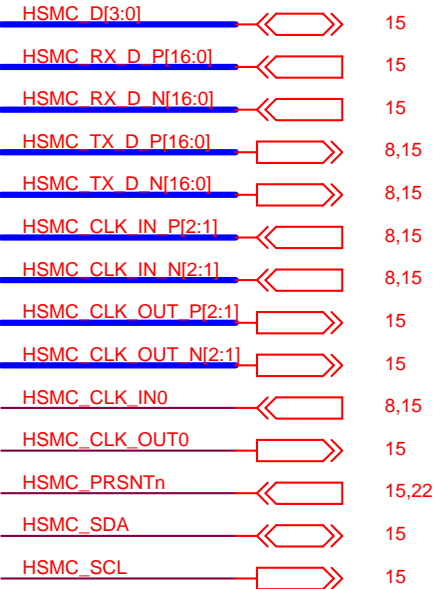 HSMC_D[3:0] 15
HSMC_RX_D_P[16:0] 15
HSMC_RX_D_N[16:0] 15
HSMC_TX_D_P[16:0] 8,15
HSMC_TX_D_N[16:0] 8,15
HSMC_CLK_IN_P[2:1] 8,15
HSMC_CLK_IN_N[2:1] 8,15
HSMC_CLK_OUT_P[2:1] 15
HSMC_CLK_OUT_N[2:1] 15
HSMC_CLK_IN0 8,15
HSMC_CLK_OUT0 15
HSMC_PRSNTn 15,22
HSMC_SDA 15
HSMC_SCL 15